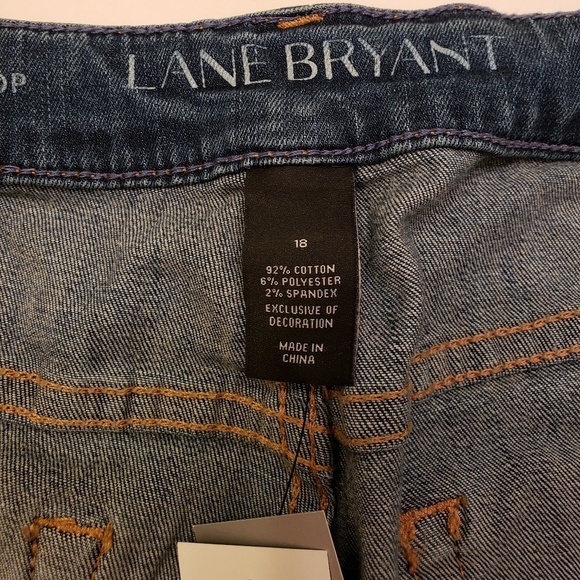 LANE BRYANT
18
92% COTTON
6% POLYESTER
2% SPANDEX
EXCLUSIVE OF
DECORATION
MADE IN
CHINA